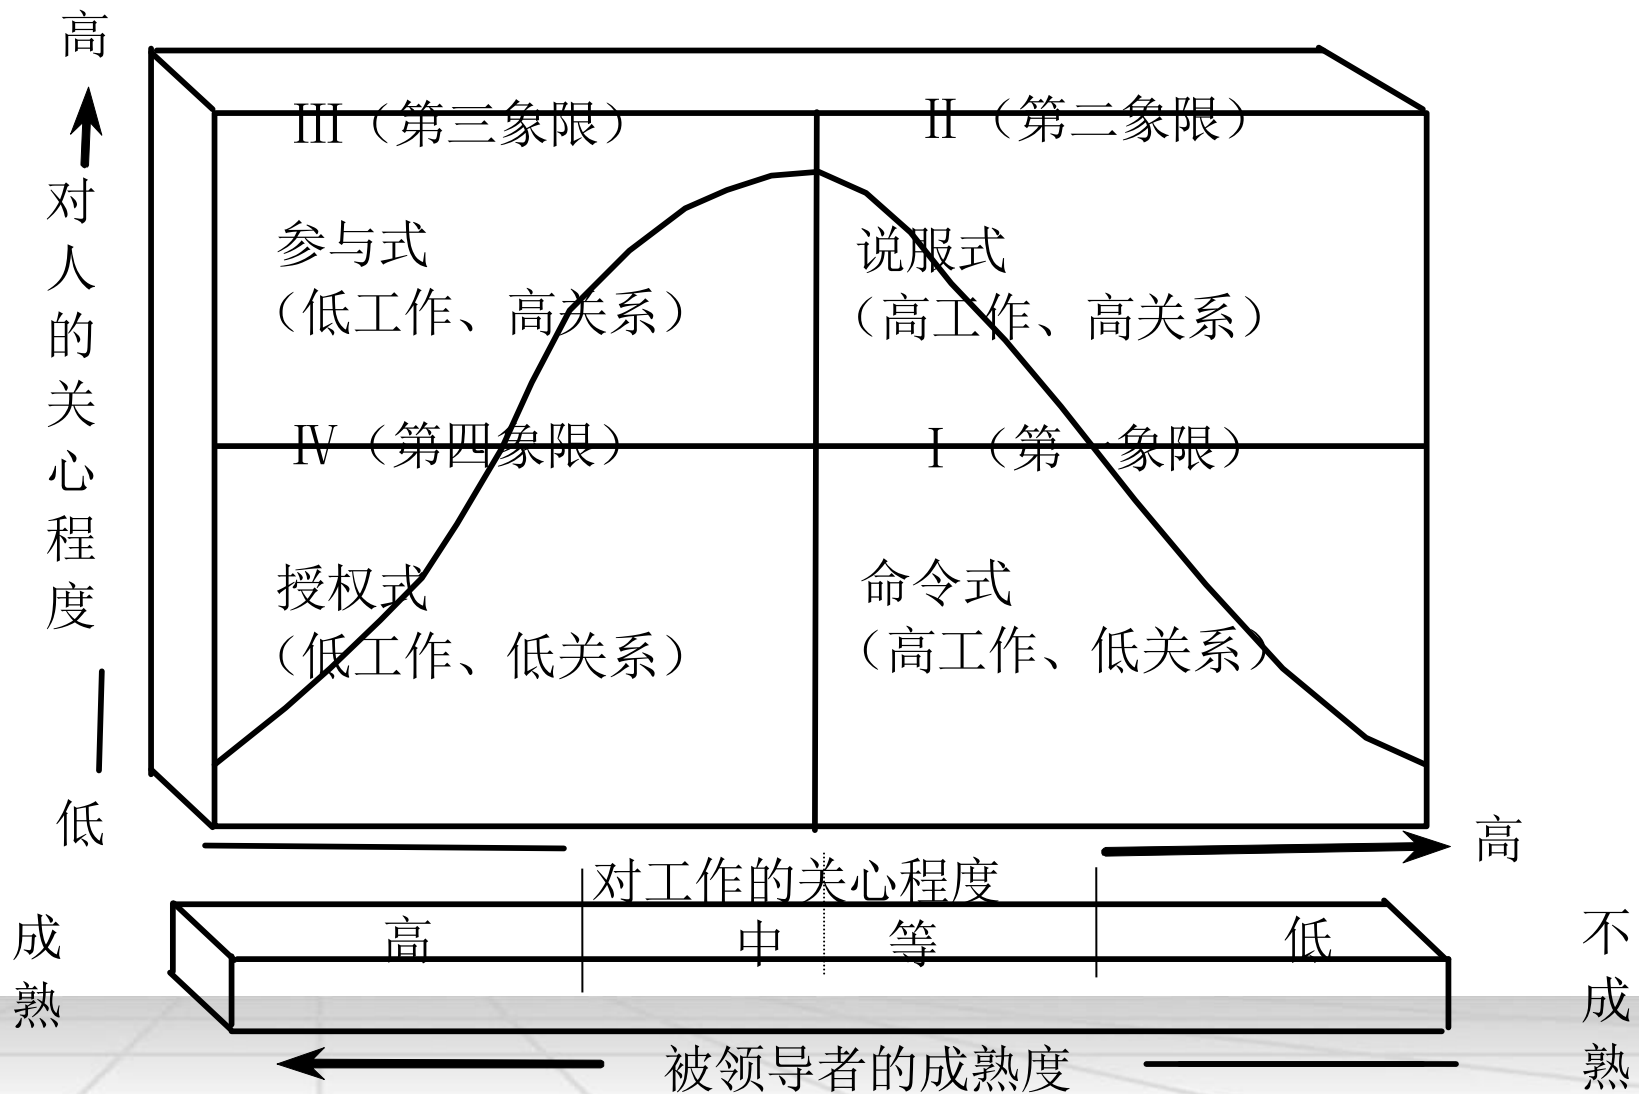 高
对人的关心程度
低
III（第三象限）
II （第二象限）
参与式
（低工作、高关系）
说服式
（高工作、高关系）
IV（第四象限）
I （第一象限）
授权式
（低工作、低关系）
命令式
（高工作、低关系）
对工作的关心程度
高
成熟
高
中 等
低
不成熟
被领导者的成熟度